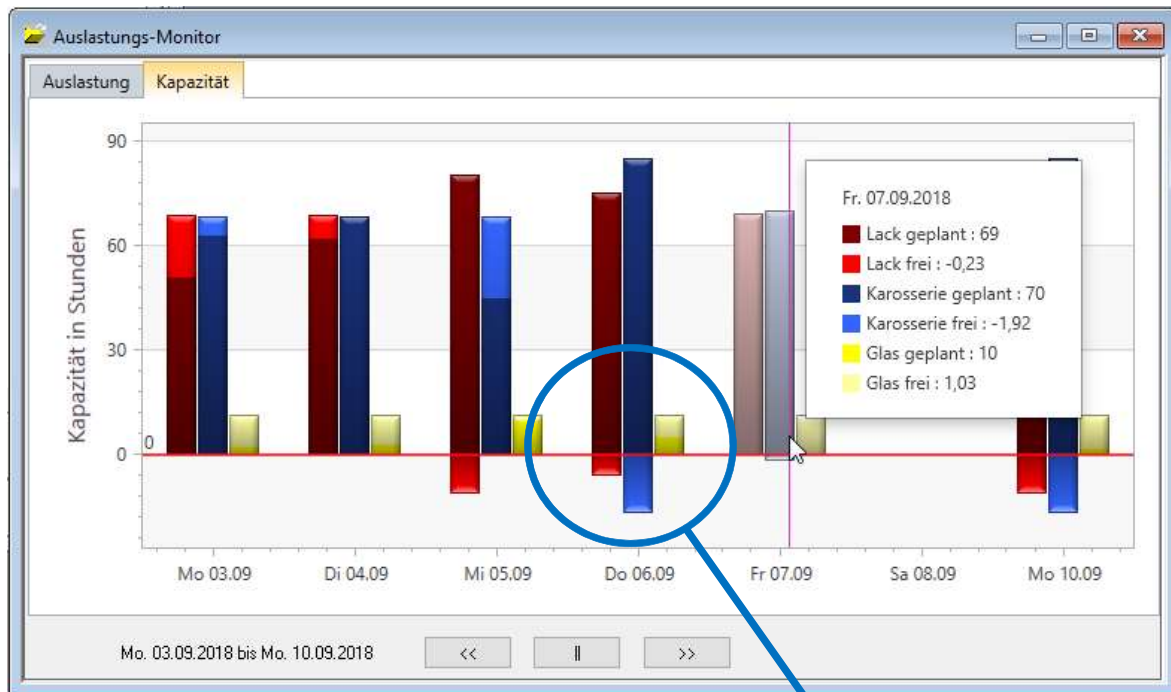 Auslastungs-Monitor
Auslastung Kapazität
Kapazität in Stunden
90
60
30
0
0
Fr. 07.09.2018
Lack geplant : 69
Lack frei : -0,23
Karosserie geplant : 70
Karosserie frei : -1,92
Glas geplant : 10
Glas frei : 1,03
Mo 03.09 Di 04.09 Mi 05.09 Do 06.09 Fr 07.09 Sa 08.09 Mo 10.09
Mo. 03.09.2018 bis Mo. 10.09.2018 << || >>